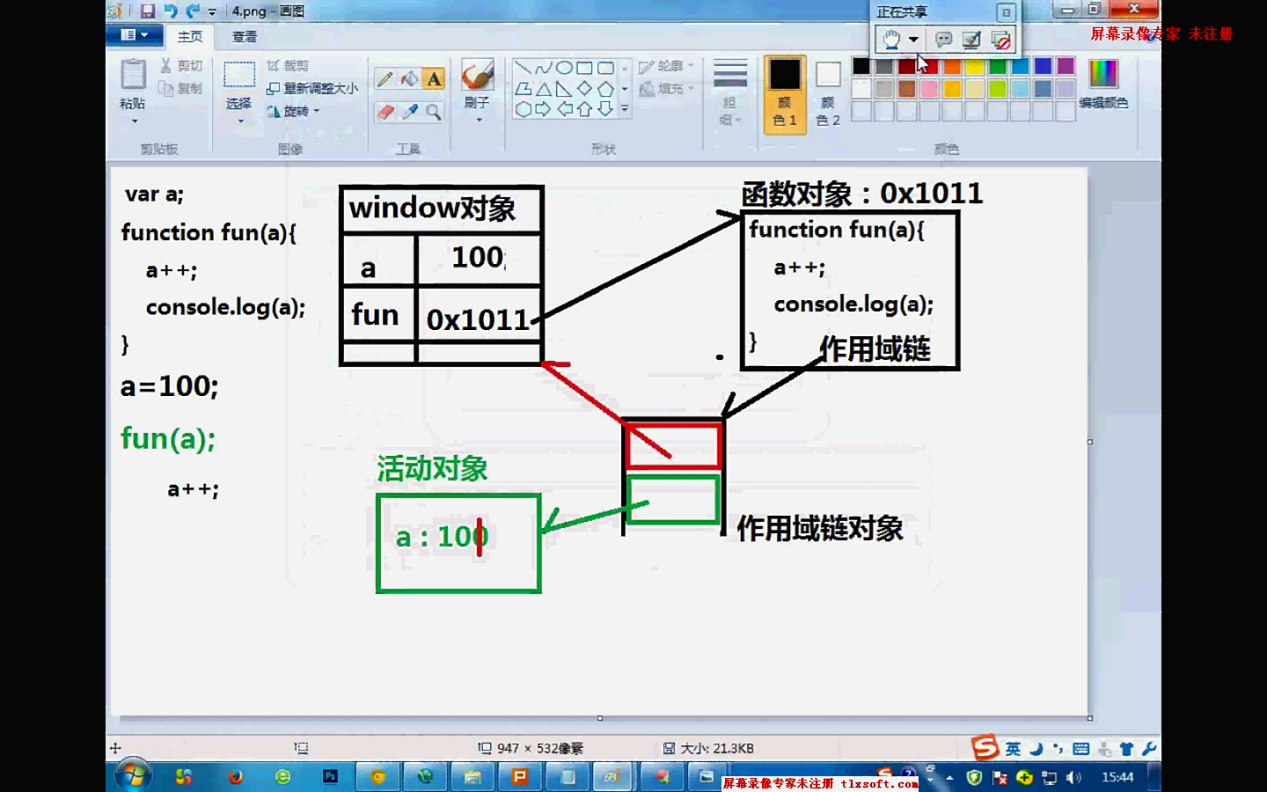 4.png - 画图
正在共享
屏幕录像专家 未注册
主页
查看
剪切
复制
粘贴
剪贴板
裁剪
重新调整大小
旋转
选择
图像
A
工具
刷子
轮廓
填充
形状
粗
细
颜
色 1
颜
色 2
编辑颜色
颜色
var a;
function fun(a){
a++;
console.log(a);
}
a=100;
fun(a);
a++;
window对象
a
100;
fun
0x1011
函数对象：0x1011
function fun(a){
a++;
console.log(a);
}
作用域链
活动对象
a：100
作用域链对象
947 × 532像素
大小: 21.3KB
英
15:44
屏幕录像专家未注册 tlxsoft.com